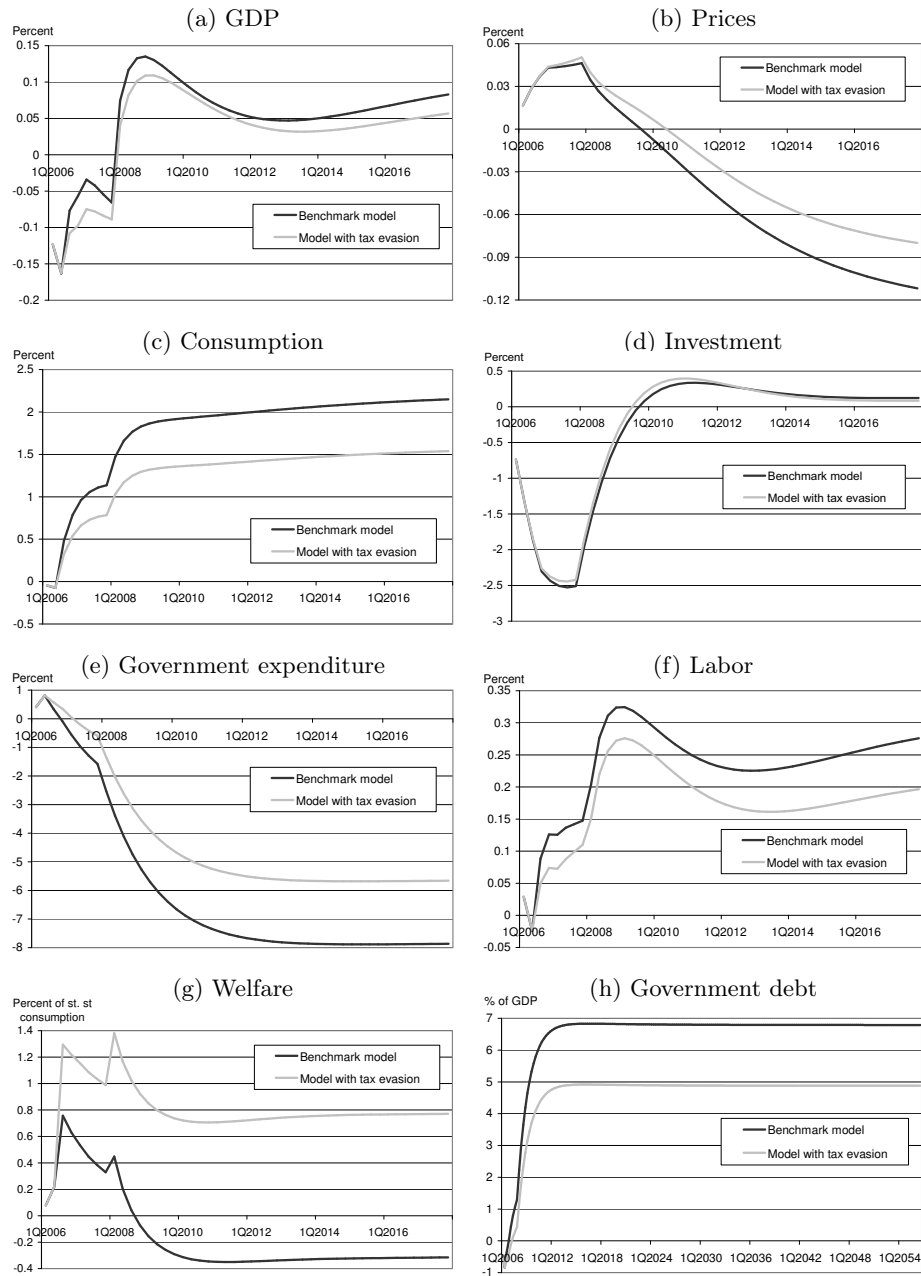 (a) GDP
Percent
0.15
0.1
0.05
0
-0.05
-0.1
-0.15
-0.2
1Q2006 1Q2008 1Q2010 1Q2012 1Q2014 1Q2016
Benchmark model
Model with tax evasion
(b) Prices
Percent
0.06
0.03
0
-0.03
-0.06
-0.09
-0.12
1Q2006 1Q2008 1Q2010 1Q2012 1Q2014 1Q2016
Benchmark model
Model with tax evasion
(c) Consumption
Percent
2.5
2
1.5
1
0.5
0
-0.5
1Q2006 1Q2008 1Q2010 1Q2012 1Q2014 1Q2016
Benchmark model
Model with tax evasion
(d) Investment
Percent
0.5
0
-0.5
-1
-1.5
-2
-2.5
-3
1Q2006 1Q2008 1Q2010 1Q2012 1Q2014 1Q2016
Benchmark model
Model with tax evasion
(e) Government expenditure
Percent
1
0
-1
-2
-3
-4
-5
-6
-7
-8
1Q2006 1Q2008 1Q2010 1Q2012 1Q2014 1Q2016
Benchmark model
Model with tax evasion
(f) Labor
Percent
0.35
0.3
0.25
0.2
0.15
0.1
0.05
0
-0.05
1Q2006 1Q2008 1Q2010 1Q2012 1Q2014 1Q2016
Benchmark model
Model with tax evasion
(g) Welfare
Percent of st. st
consumption
1.4
1.2
1
0.8
0.6
0.4
0.2
0
-0.2
-0.4
1Q2006 1Q2008 1Q2010 1Q2012 1Q2014 1Q2016
Benchmark model
Model with tax evasion
(h) Government debt
% of GDP
7
6
5
4
3
2
1
0
-1
1Q2006 1Q2012 1Q2018 1Q2024 1Q2030 1Q2036 1Q2042 1Q2048 1Q2054
Benchmark model
Model with tax evasion